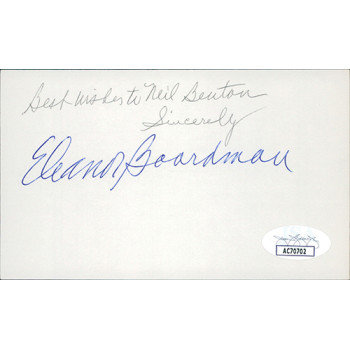 Best wishes to Neil Benton
Sincerely
Eleanor Boardman
AC70702